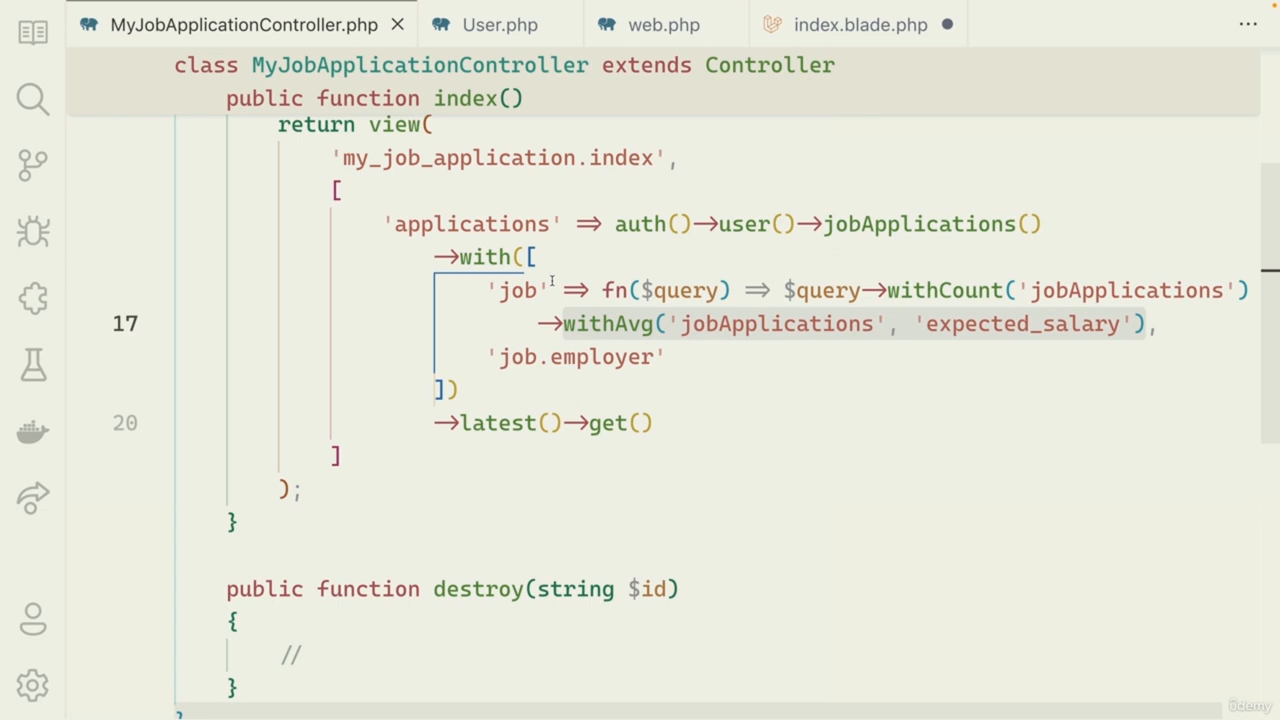 MyJobApplicationController.php
User.php
web.php
index.blade.php
class MyJobApplicationController extends Controller
public function index()
return view(
'my_job_application.index',
[
'applications' => auth()->user()->jobApplications()
->with([
'job' => fn($query) => $query->withCount('jobApplications')
17 ->withAvg('jobApplications', 'expected_salary'),
'job.employer'
])
20 ->latest()->get()
]
);
}
public function destroy(string $id)
{
//
}
ûdemy